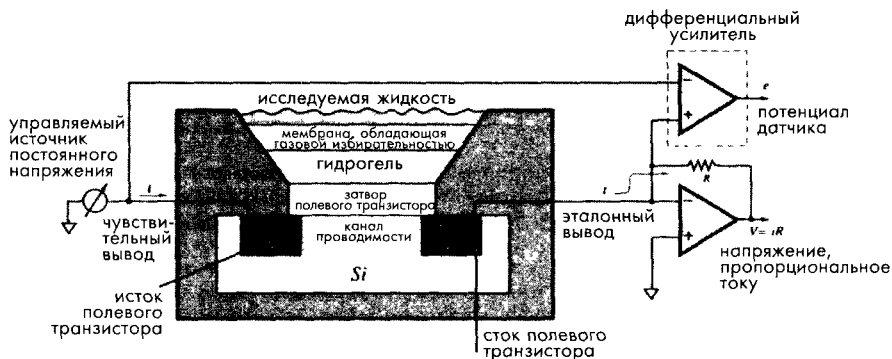 дифференциальный
усилитель
e
потенциал
датчика
исследуемая жидкость
мембрана, обладающая
газовой избирательностью
гидрогель
затвор
полевого транзистора
канал
проводимости
Si
управляемый
источник
постоянного
напряжения
i
чувстви-
тельный
вывод
исток
полевого
транзистора
сток полевого
транзистора
эталонный
вывод
i
R
V= iR
напряжение,
пропорциональное
току